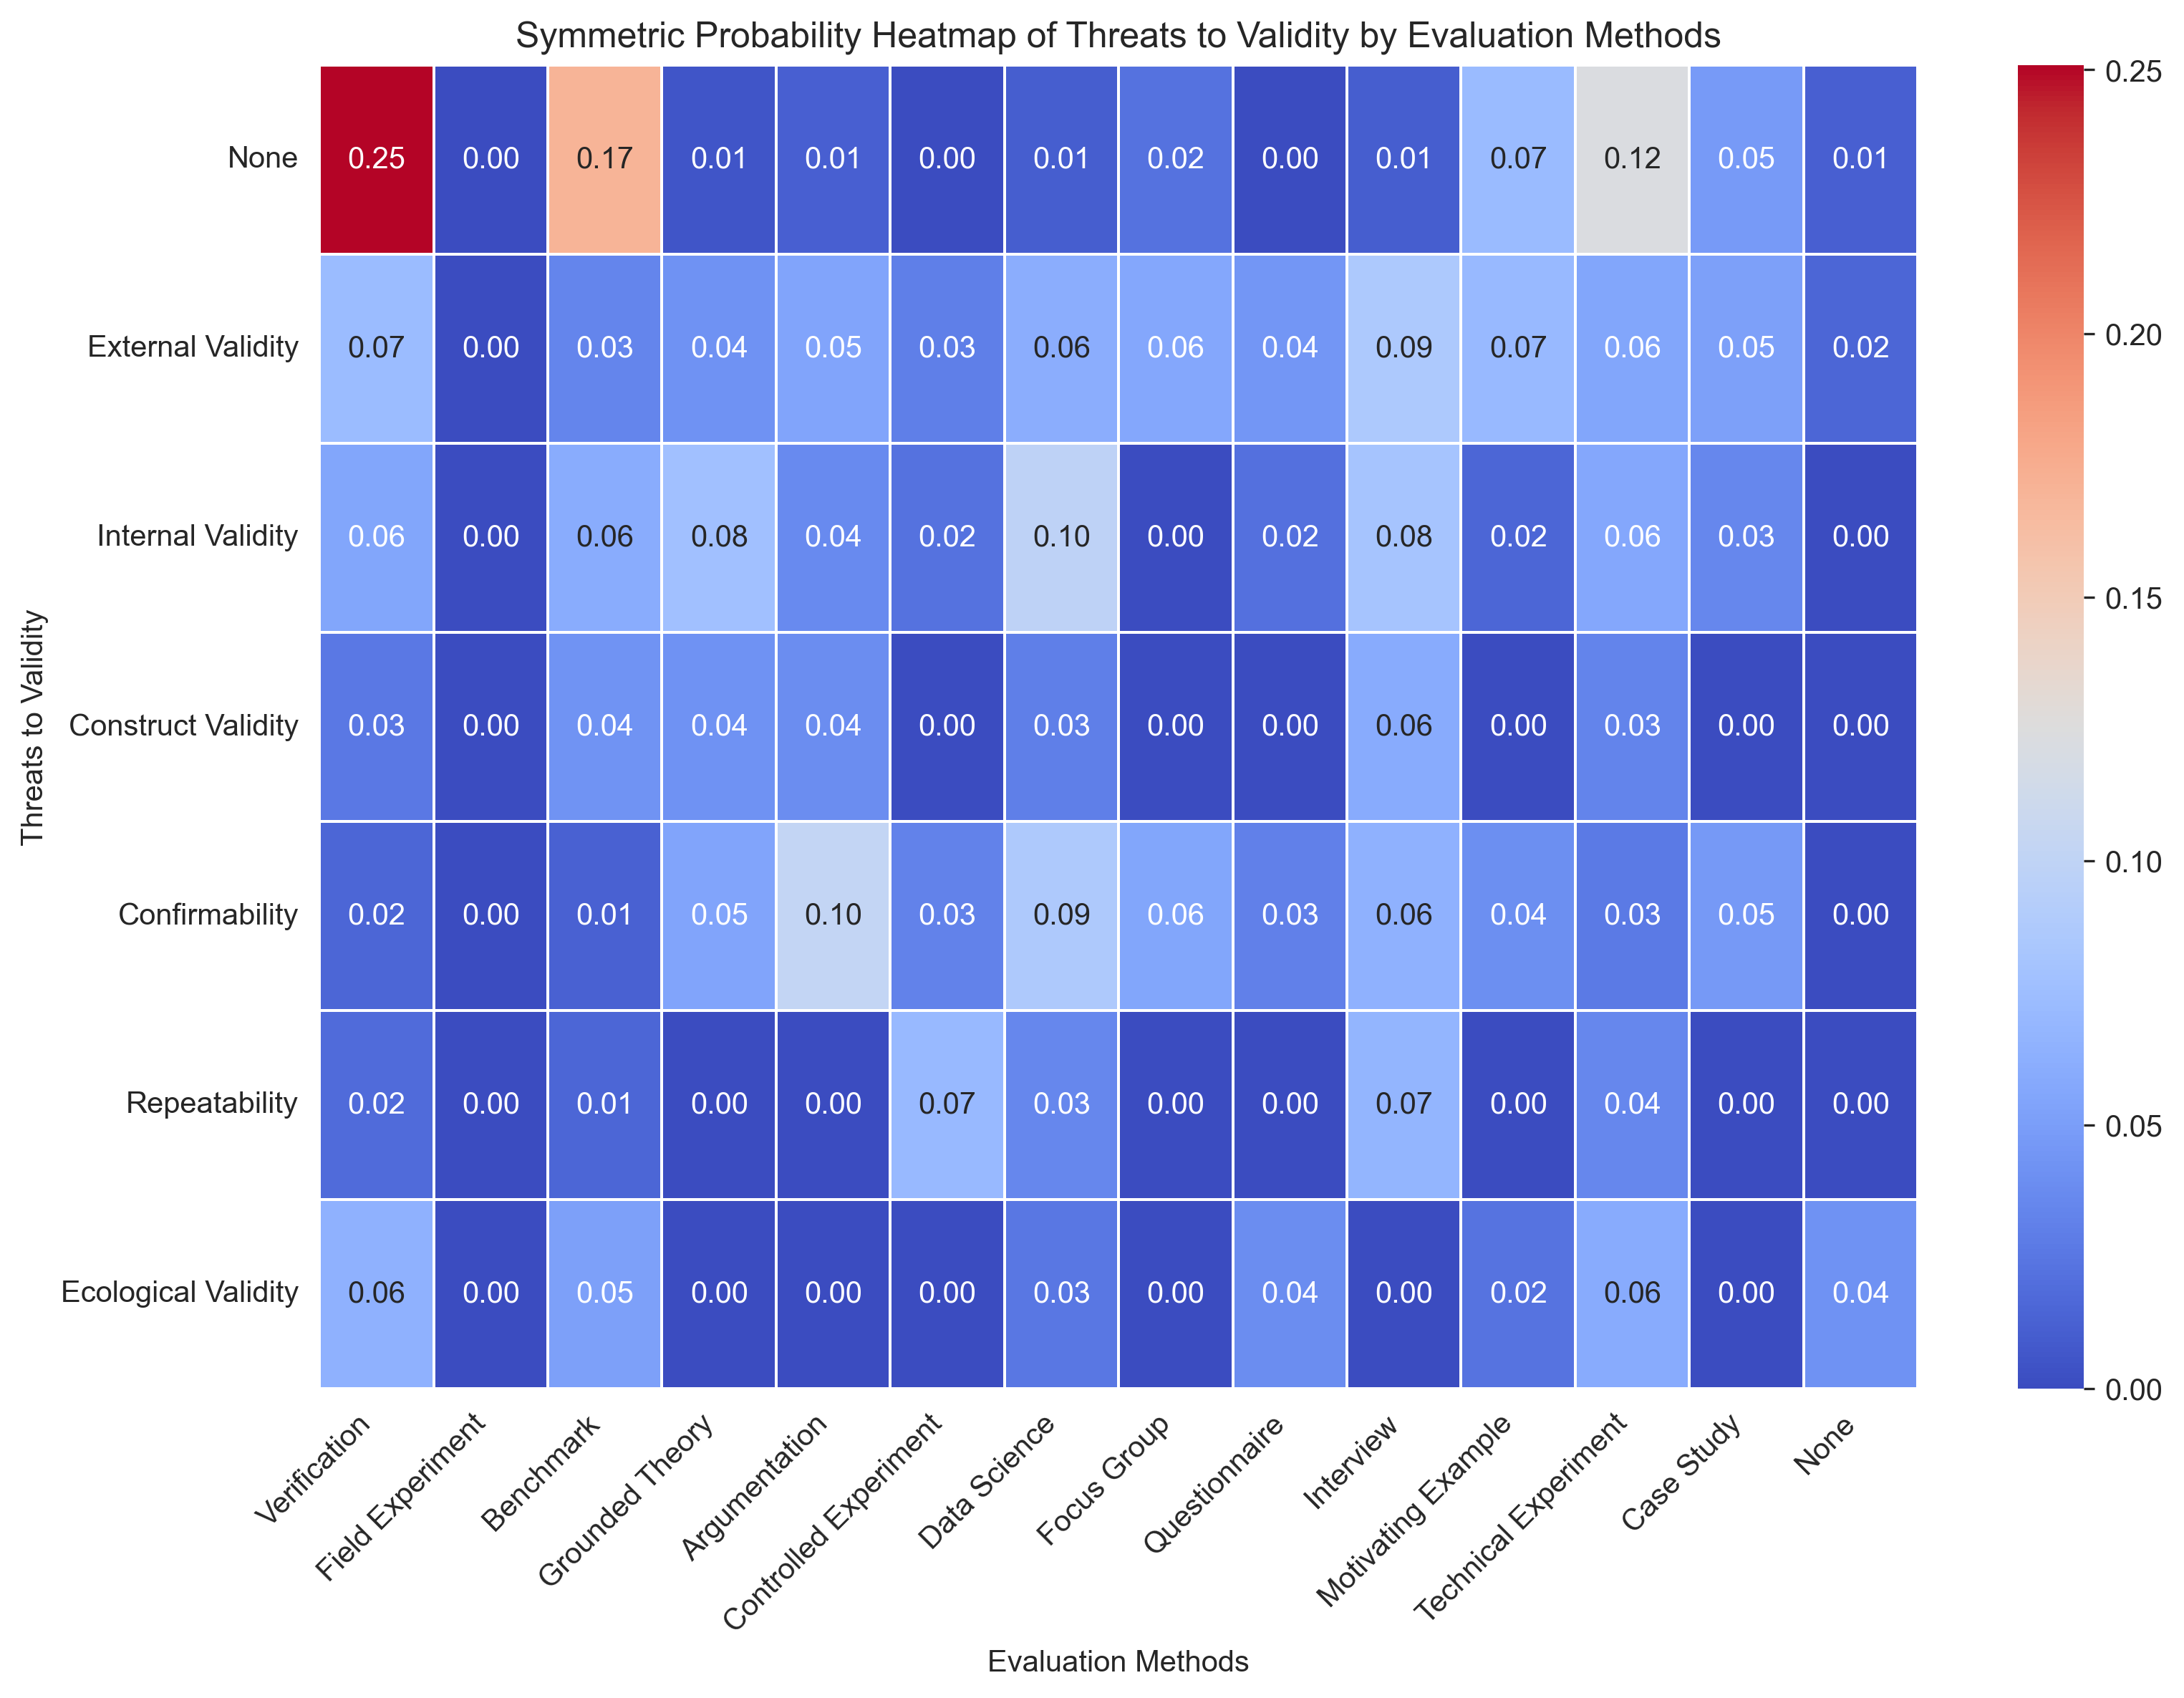 Symmetric Probability Heatmap of Threats to Validity by Evaluation Methods
Threats to Validity
None 0.25 0.00 0.17 0.01 0.01 0.00 0.01 0.02 0.00 0.01 0.07 0.12 0.05 0.01
External Validity 0.07 0.00 0.03 0.04 0.05 0.03 0.06 0.06 0.04 0.09 0.07 0.06 0.05 0.02
Internal Validity 0.06 0.00 0.06 0.08 0.04 0.02 0.10 0.00 0.02 0.08 0.02 0.06 0.03 0.00
Construct Validity 0.03 0.00 0.04 0.04 0.04 0.00 0.03 0.00 0.00 0.06 0.00 0.03 0.00 0.00
Confirmability 0.02 0.00 0.01 0.05 0.10 0.03 0.09 0.06 0.03 0.06 0.04 0.03 0.05 0.00
Repeatability 0.02 0.00 0.01 0.00 0.00 0.07 0.03 0.00 0.00 0.07 0.00 0.04 0.00 0.00
Ecological Validity 0.06 0.00 0.05 0.00 0.00 0.00 0.03 0.00 0.04 0.00 0.02 0.06 0.00 0.04
Verification
Field Experiment
Benchmark
Grounded Theory
Argumentation
Controlled Experiment
Data Science
Focus Group
Questionnaire
Interview
Motivating Example
Technical Experiment
Case Study
None
Evaluation Methods
0.25
0.20
0.15
0.10
0.05
0.00